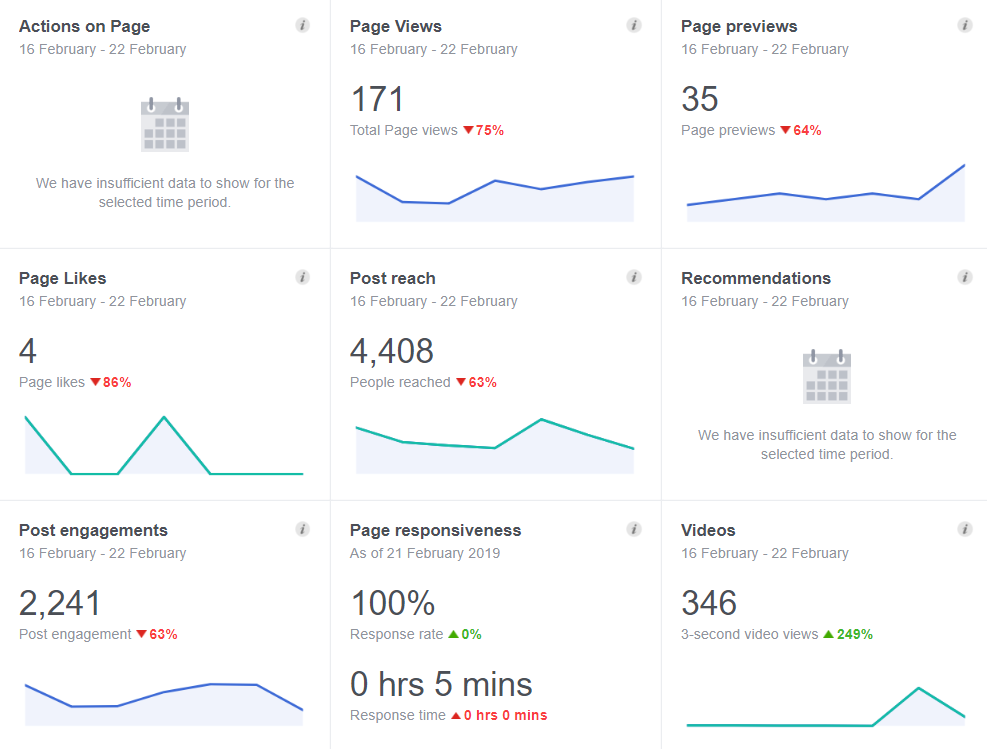 Actions on Page
16 February - 22 February
We have insufficient data to show for the
selected time period.
Page Views
16 February - 22 February
171
Total Page views ▼75%
Page previews
16 February - 22 February
35
Page previews ▼64%
Page Likes
16 February - 22 February
4
Page likes ▼86%
Post reach
16 February - 22 February
4,408
People reached ▼63%
Recommendations
16 February - 22 February
We have insufficient data to show for the
selected time period.
Post engagements
16 February - 22 February
2,241
Post engagement ▼63%
Page responsiveness
As of 21 February 2019
100%
Response rate ▲0%
0 hrs 5 mins
Response time ▲0 hrs 0 mins
Videos
16 February - 22 February
346
3-second video views ▲249%